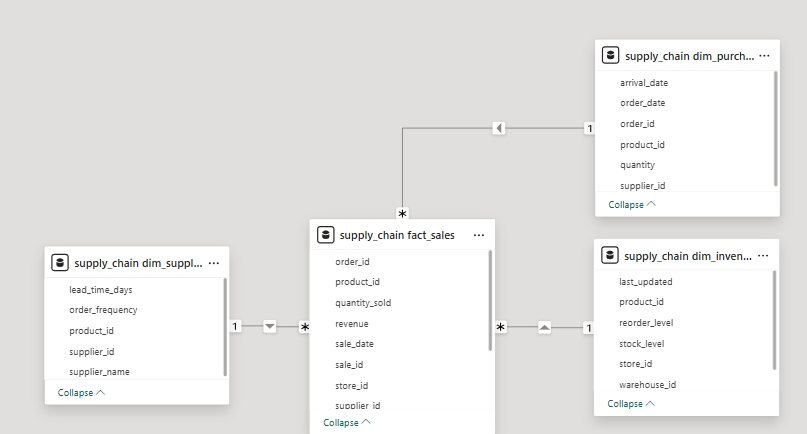 supply_chain dim_purch... ...
arrival_date
order_date
order_id
product_id
quantity
supplier_id
Collapse
1
*
supply_chain dim_suppl... ...
lead_time_days
order_frequency
product_id
supplier_id
supplier_name
Collapse
1
*
supply_chain fact_sales ...
order_id
product_id
quantity_sold
revenue
sale_date
sale_id
store_id
supplier_id
Collapse
*
1
supply_chain dim_inven... ...
last_updated
product_id
reorder_level
stock_level
store_id
warehouse_id
Collapse